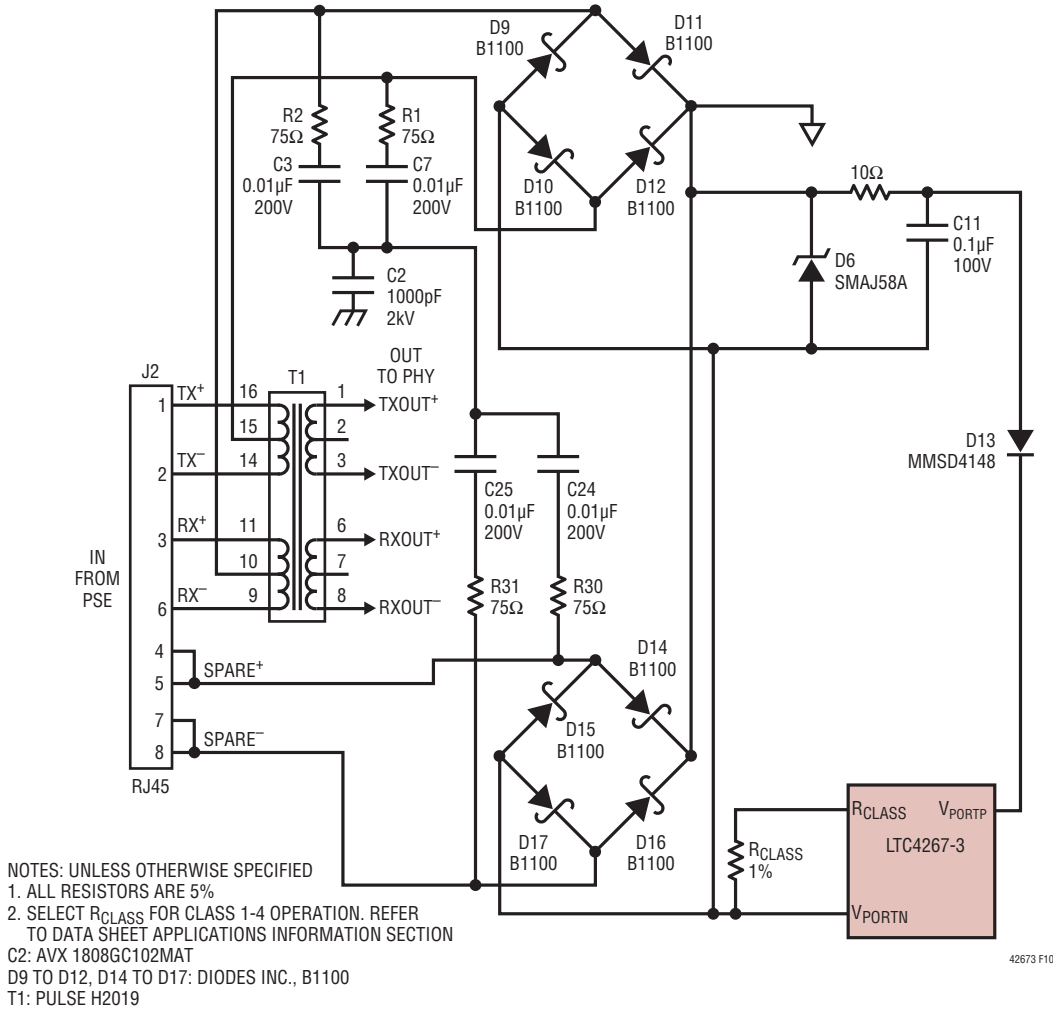 D9
B1100
D11
B1100
R2
75Ω
R1
75Ω
C3
0.01µF
200V
C7
0.01µF
200V
D10
B1100
D12
B1100
10Ω
C11
0.1µF
100V
D6
SMAJ58A
C2
1000pF
2kV
J2
T1
OUT
TO PHY
1 TX+ 16 1 TXOUT+
15 2
2 TX− 14 3 TXOUT−
3 RX+ 11 6 RXOUT+
10 7
6 RX− 9 8 RXOUT−
IN
FROM
PSE
4
5 SPARE+
7
8 SPARE−
RJ45
C25
0.01µF
200V
C24
0.01µF
200V
R31
75Ω
R30
75Ω
D13
MMSD4148
D14
B1100
D15
B1100
D17
B1100
D16
B1100
RCLASS
1%
RCLASS VPORTP
LTC4267-3
VPORTN
NOTES: UNLESS OTHERWISE SPECIFIED
1. ALL RESISTORS ARE 5%
2. SELECT RCLASS FOR CLASS 1-4 OPERATION. REFER
TO DATA SHEET APPLICATIONS INFORMATION SECTION
C2: AVX 1808GC102MAT
D9 TO D12, D14 TO D17: DIODES INC., B1100
T1: PULSE H2019
42673 F10